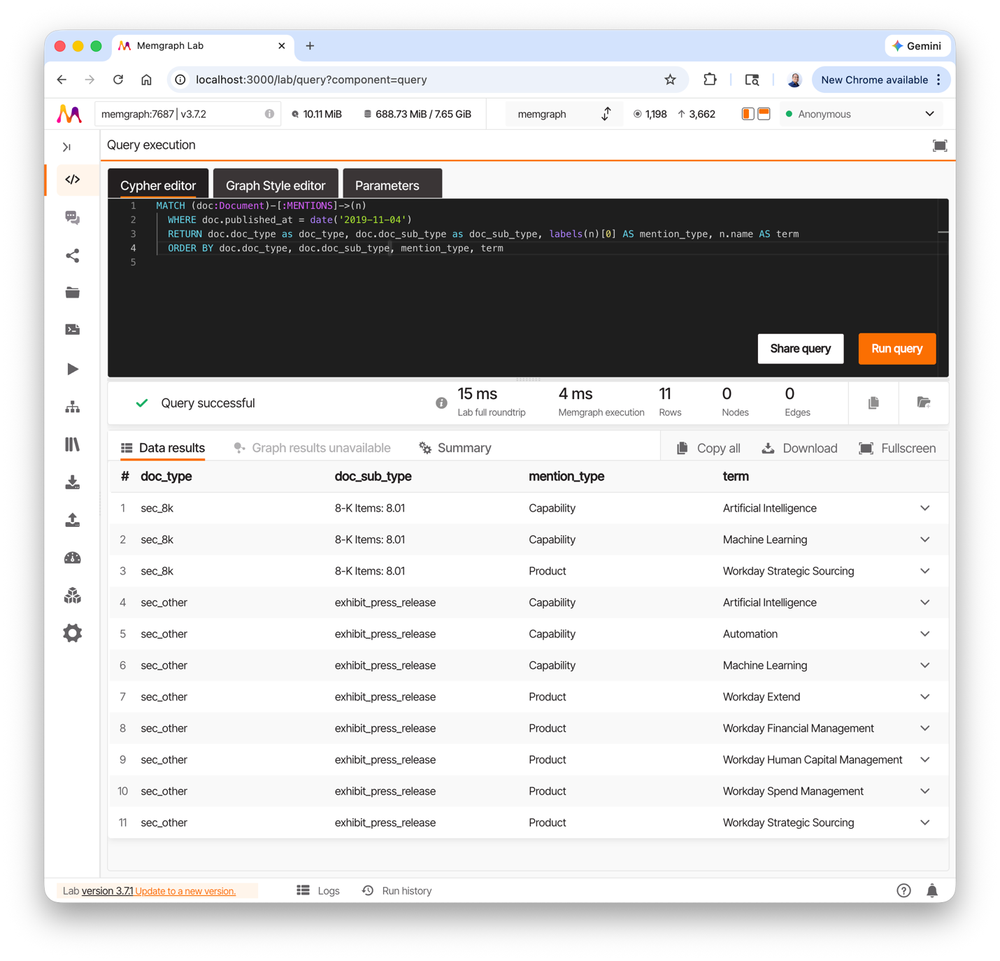 Memgraph Lab
Gemini
localhost:3000/lab/query?component=query
New Chrome available
memgraph:7687 | v3.7.2
10.11 MiB
688.73 MiB / 7.65 GiB
memgraph
1,198
3,662
Anonymous
Query execution
Cypher editor
Graph Style editor
Parameters
1 MATCH (doc:Document)-[:MENTIONS]->(n)
2 WHERE doc.published_at = date('2019-11-04')
3 RETURN doc.doc_type as doc_type, doc.doc_sub_type as doc_sub_type, labels(n)[0] AS mention_type, n.name AS term
4 ORDER BY doc.doc_type, doc.doc_sub_type, mention_type, term
5
Share query
Run query
Query successful
15 ms
Lab full roundtrip
4 ms
Memgraph execution
11
Rows
0
Nodes
0
Edges
Data results
Graph results unavailable
Summary
Copy all
Download
Fullscreen
# doc_type doc_sub_type mention_type term
1 sec_8k 8-K Items: 8.01 Capability Artificial Intelligence
2 sec_8k 8-K Items: 8.01 Capability Machine Learning
3 sec_8k 8-K Items: 8.01 Product Workday Strategic Sourcing
4 sec_other exhibit_press_release Capability Artificial Intelligence
5 sec_other exhibit_press_release Capability Automation
6 sec_other exhibit_press_release Capability Machine Learning
7 sec_other exhibit_press_release Product Workday Extend
8 sec_other exhibit_press_release Product Workday Financial Management
9 sec_other exhibit_press_release Product Workday Human Capital Management
10 sec_other exhibit_press_release Product Workday Spend Management
11 sec_other exhibit_press_release Product Workday Strategic Sourcing
Lab version 3.7.1 Update to a new version.
Logs
Run history